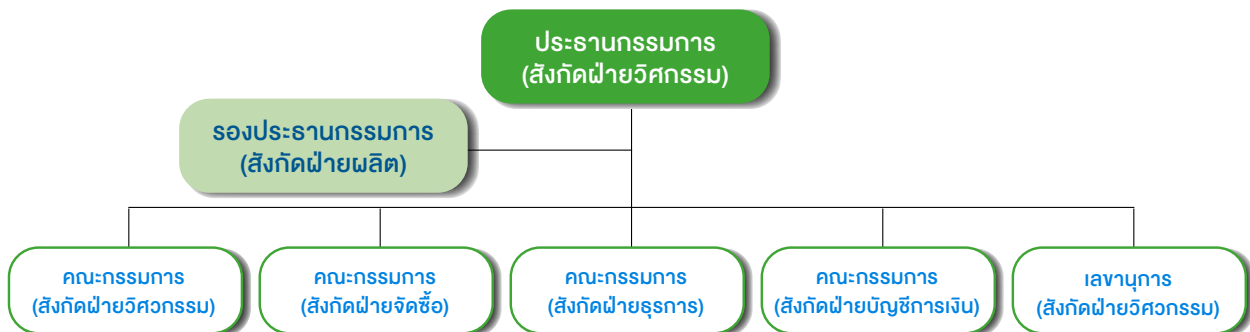 ประธานกรรมการ
(สังกัดฝ่ายวิศกรรม)
รองประธานกรรมการ
(สังกัดฝ่ายผลิต)
คณะกรรมการ
(สังกัดฝ่ายวิศวกรรม)
คณะกรรมการ
(สังกัดฝ่ายจัดซื้อ)
คณะกรรมการ
(สังกัดฝ่ายธุรการ)
คณะกรรมการ
(สังกัดฝ่ายบัญชีการเงิน)
เลขานุการ
(สังกัดฝ่ายวิศวกรรม)